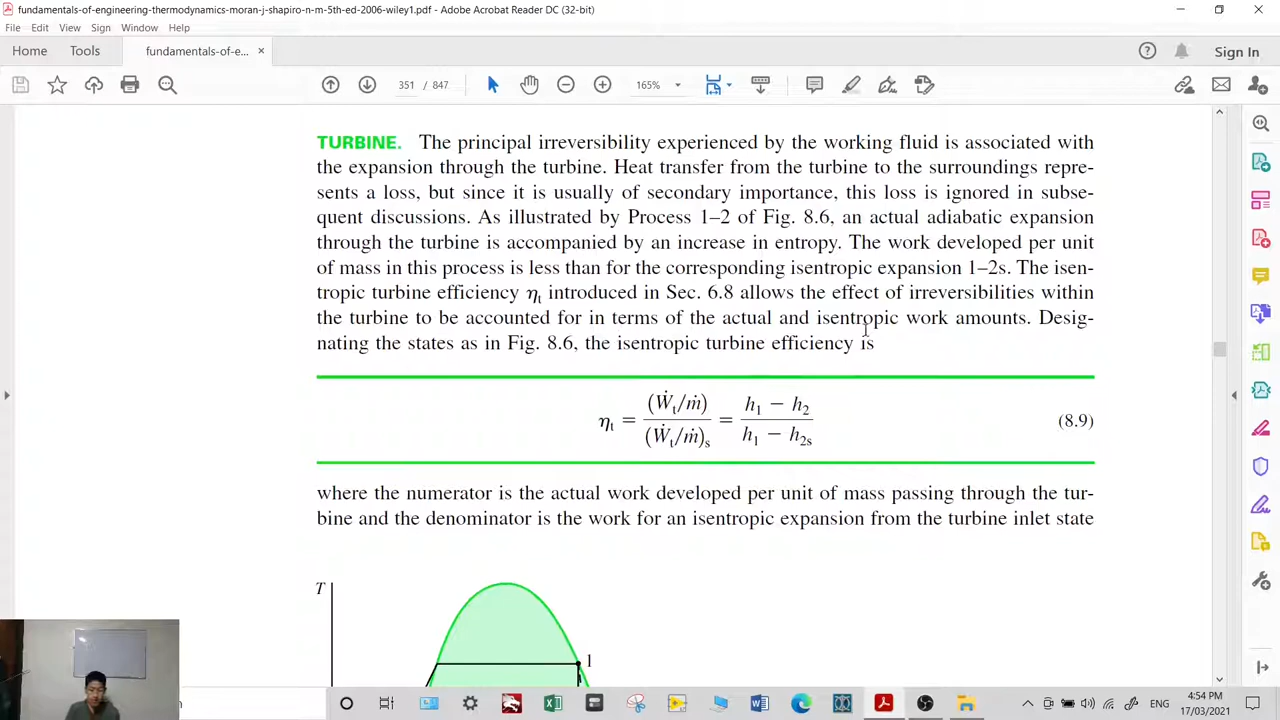 fundamentals-of-engineering-thermodynamics-moran-j-shapiro-n-m-5th-ed-2006-wiley1.pdf - Adobe Acrobat Reader DC (32-bit)
File Edit View Sign Window Help
Home Tools fundamentals-of-e... × Sign In
351 / 847 165%
TURBINE. The principal irreversibility experienced by the working fluid is associated with
the expansion through the turbine. Heat transfer from the turbine to the surroundings repre-
sents a loss, but since it is usually of secondary importance, this loss is ignored in subse-
quent discussions. As illustrated by Process 1–2 of Fig. 8.6, an actual adiabatic expansion
through the turbine is accompanied by an increase in entropy. The work developed per unit
of mass in this process is less than for the corresponding isentropic expansion 1–2s. The isen-
tropic turbine efficiency ηt introduced in Sec. 6.8 allows the effect of irreversibilities within
the turbine to be accounted for in terms of the actual and isentropic work amounts. Desig-
nating the states as in Fig. 8.6, the isentropic turbine efficiency is
ηt = (Ẇt/ṁ) / (Ẇt/ṁ)s = h1 − h2 / h1 − h2s (8.9)
where the numerator is the actual work developed per unit of mass passing through the tur-
bine and the denominator is the work for an isentropic expansion from the turbine inlet state
T
1
ENG
4:54 PM
17/03/2021